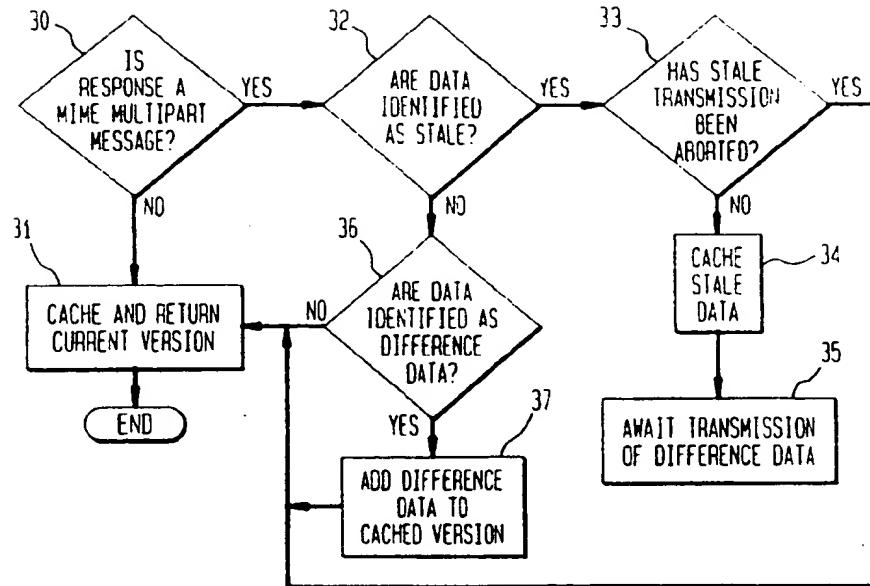 30
IS
RESPONSE A
MIME MULTIPART
MESSAGE?
YES
NO
32
ARE DATA
IDENTIFIED
AS STALE?
YES
NO
33
HAS STALE
TRANSMISSION
BEEN
ABORTED?
YES
NO
31
CACHE AND RETURN
CURRENT VERSION
END
36
ARE DATA
IDENTIFIED AS
DIFFERENCE
DATA?
NO
YES
37
ADD DIFFERENCE
DATA TO
CACHED VERSION
34
CACHE
STALE
DATA
35
AWAIT TRANSMISSION
OF DIFFERENCE DATA